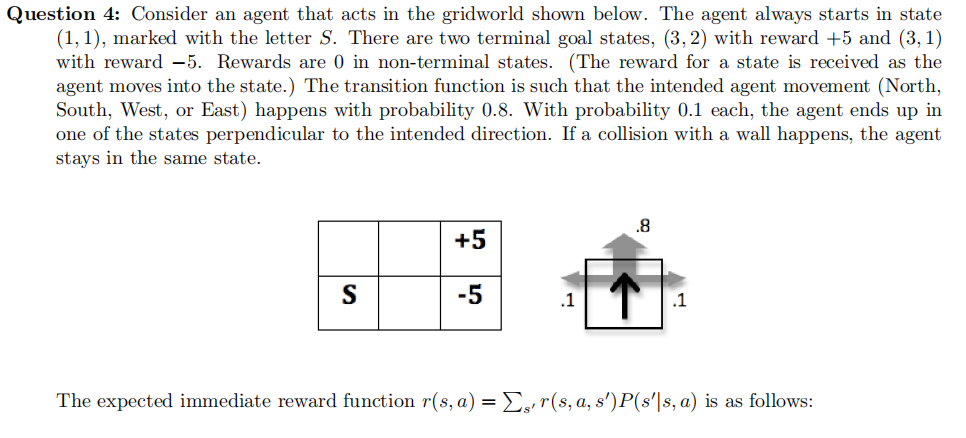 Question 4: Consider an agent that acts in the gridworld shown below. The agent always starts in state
(1, 1), marked with the letter S. There are two terminal goal states, (3, 2) with reward +5 and (3, 1)
with reward −5. Rewards are 0 in non-terminal states. (The reward for a state is received as the
agent moves into the state.) The transition function is such that the intended agent movement (North,
South, West, or East) happens with probability 0.8. With probability 0.1 each, the agent ends up in
one of the states perpendicular to the intended direction. If a collision with a wall happens, the agent
stays in the same state.
+5
S -5
.8
.1 .1
The expected immediate reward function r(s, a) = ∑s′ r(s, a, s′)P(s′|s, a) is as follows: